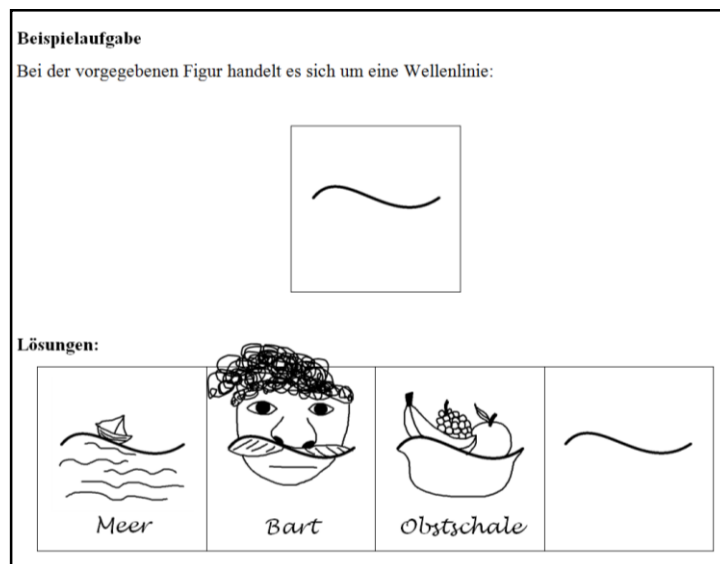 Beispielaufgabe
Bei der vorgegebenen Figur handelt es sich um eine Wellenlinie:
Lösungen:
Meer
Bart
Obstschale